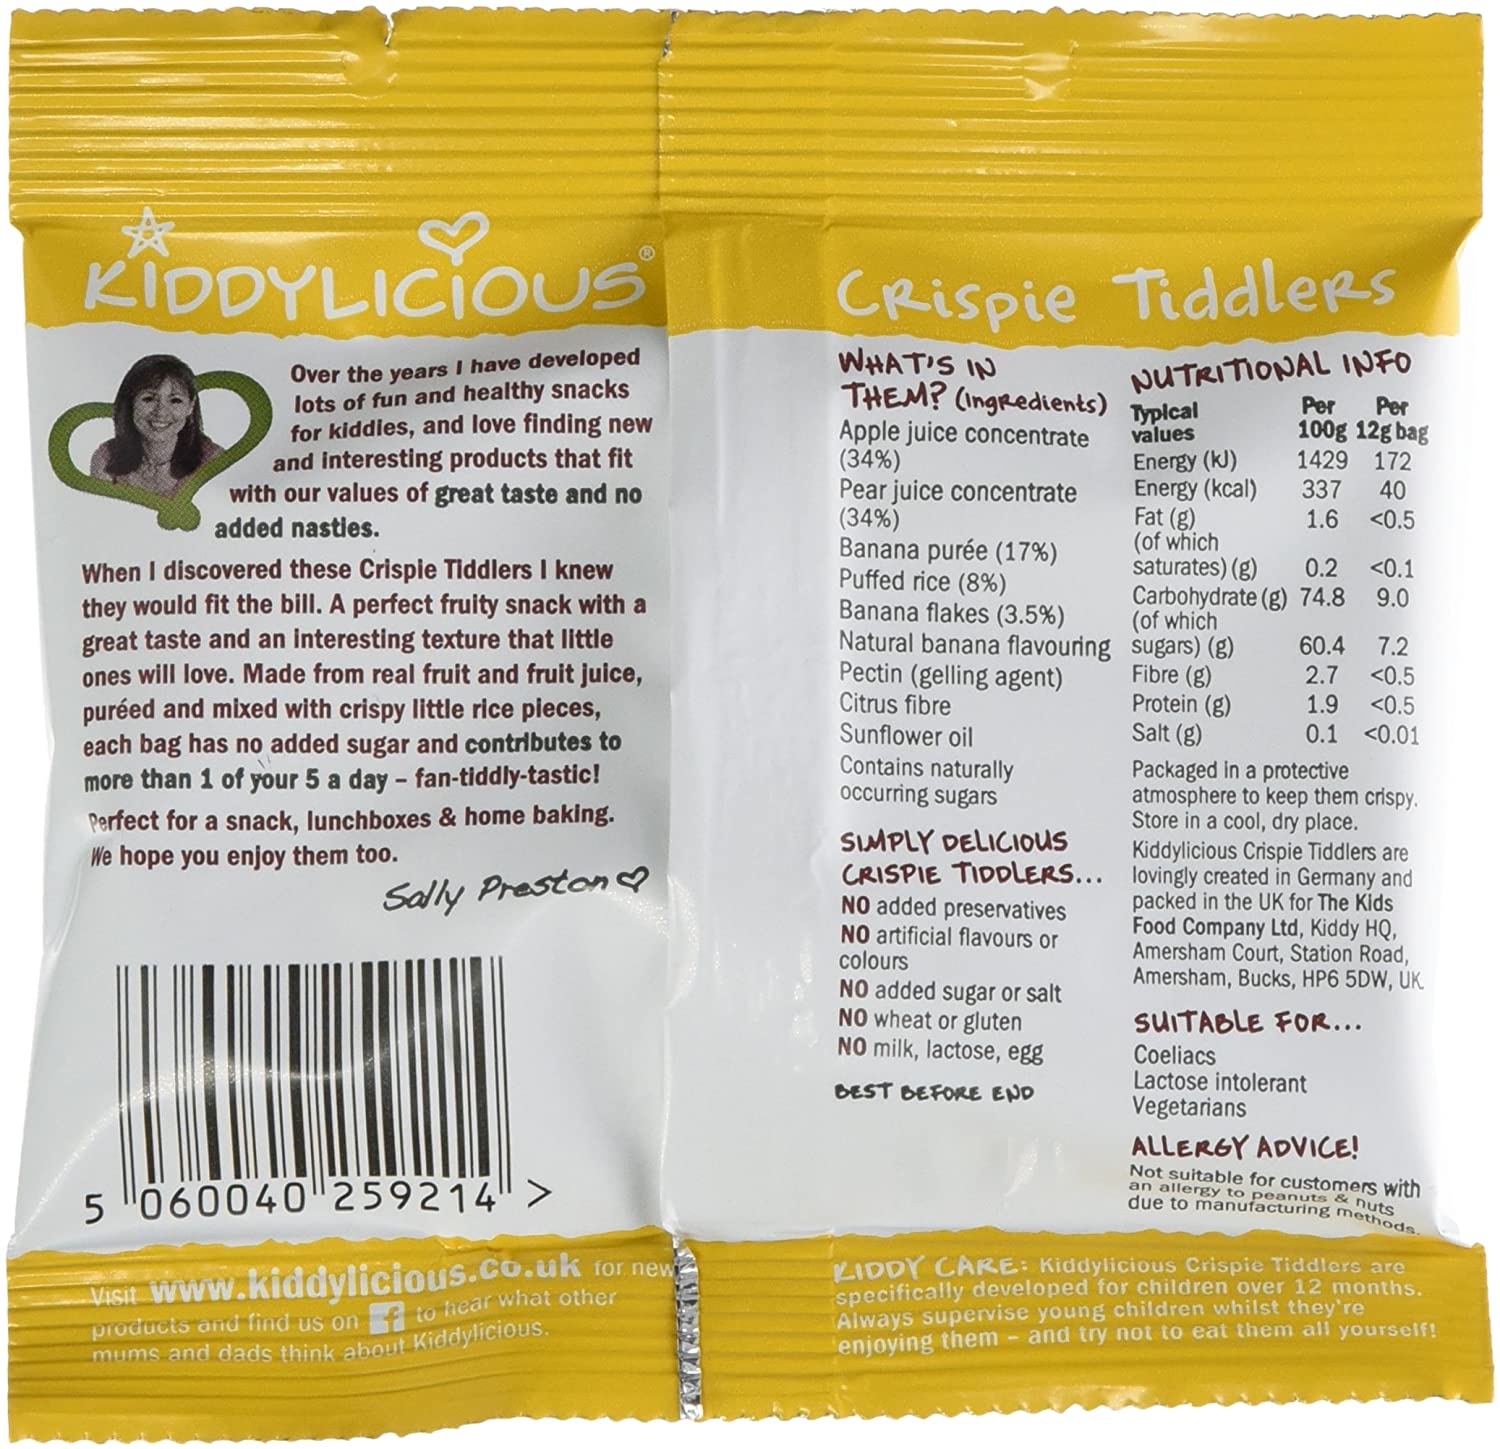 KIDDYLICIOUS®
Over the years I have developed
lots of fun and healthy snacks
for kiddies, and love finding new
and interesting products that fit
with our values of great taste and no
added nasties.
When I discovered these Crispie Tiddlers I knew
they would fit the bill. A perfect fruity snack with a
great taste and an interesting texture that little
ones will love. Made from real fruit and fruit juice,
puréed and mixed with crispy little rice pieces,
each bag has no added sugar and contributes to
more than 1 of your 5 a day – fan-tiddly-tastic!
Perfect for a snack, lunchboxes & home baking.
We hope you enjoy them too.
Sally Preston
5 060040 259214 >
Visit www.kiddylicious.co.uk for new
products and find us on f to hear what other
mums and dads think about Kiddylicious.
Crispie Tiddlers
WHAT'S IN
THEM? (Ingredients)
Apple juice concentrate
(34%)
Pear juice concentrate
(34%)
Banana purée (17%)
Puffed rice (8%)
Banana flakes (3.5%)
Natural banana flavouring
Pectin (gelling agent)
Citrus fibre
Sunflower oil
Contains naturally
occurring sugars
SIMPLY DELICIOUS
CRISPIE TIDDLERS...
NO added preservatives
NO artificial flavours or
colours
NO added sugar or salt
NO wheat or gluten
NO milk, lactose, egg
BEST BEFORE END
NUTRITIONAL INFO
Typical Per Per
values 100g 12g bag
Energy (kJ) 1429 172
Energy (kcal) 337 40
Fat (g) 1.6 <0.5
(of which
saturates) (g) 0.2 <0.1
Carbohydrate (g) 74.8 9.0
(of which
sugars) (g) 60.4 7.2
Fibre (g) 2.7 <0.5
Protein (g) 1.9 <0.5
Salt (g) 0.1 <0.01
Packaged in a protective
atmosphere to keep them crispy.
Store in a cool, dry place.
Kiddylicious Crispie Tiddlers are
lovingly created in Germany and
packed in the UK for The Kids
Food Company Ltd, Kiddy HQ,
Amersham Court, Station Road,
Amersham, Bucks, HP6 5DW, UK.
SUITABLE FOR...
Coeliacs
Lactose intolerant
Vegetarians
ALLERGY ADVICE!
Not suitable for customers with
an allergy to peanuts & nuts
due to manufacturing methods.
KIDDY CARE: Kiddylicious Crispie Tiddlers are
specifically developed for children over 12 months.
Always supervise young children whilst they're
enjoying them – and try not to eat them all yourself!